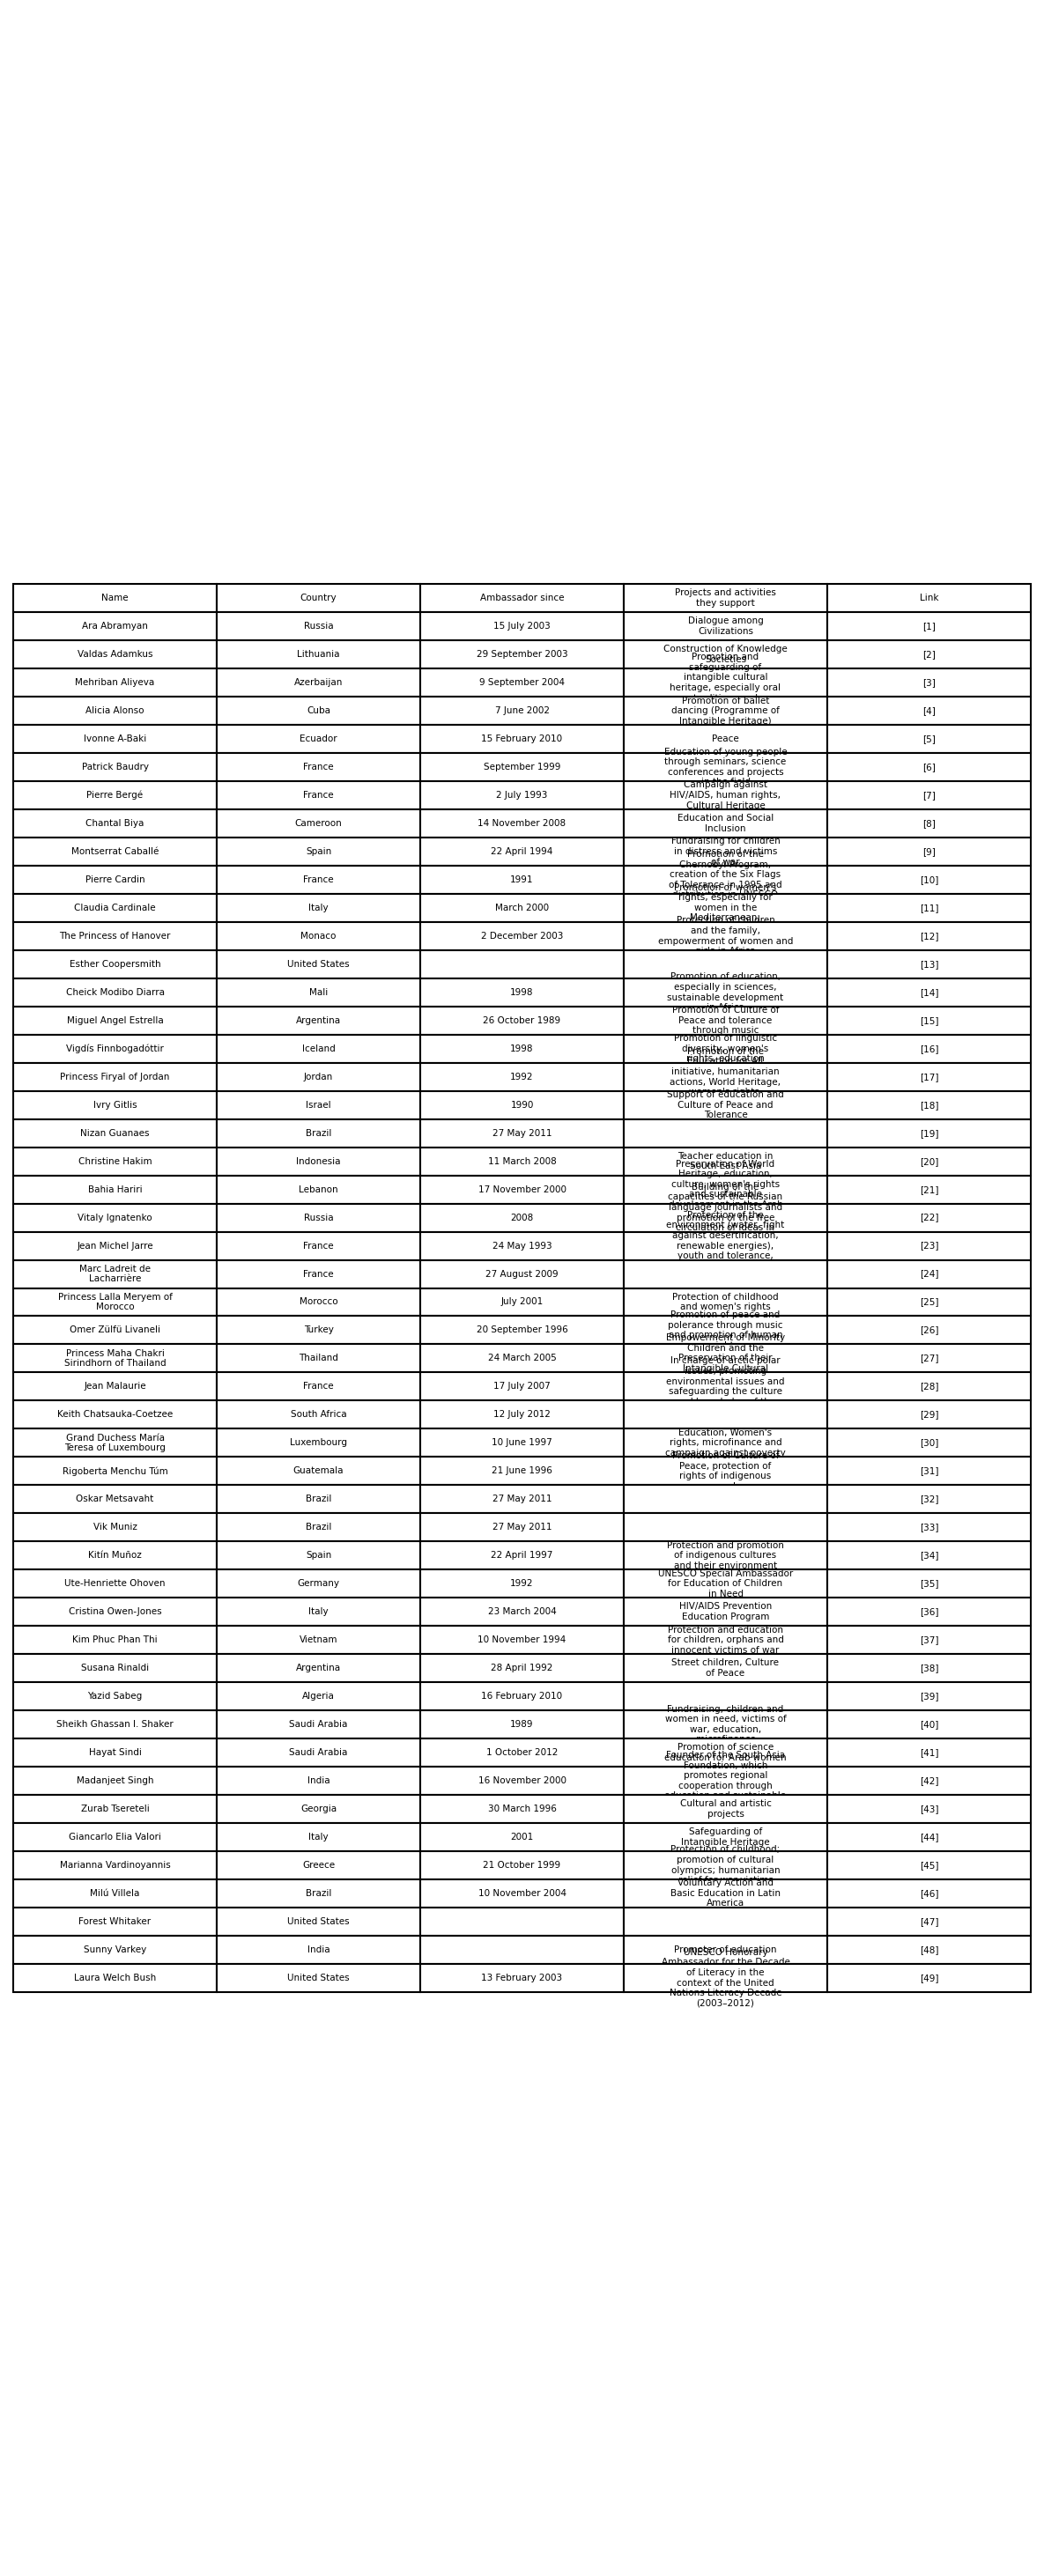 Name Country Ambassador since Projects and activities they support Link
Ara Abramyan Russia 15 July 2003 Dialogue among Civilizations [1]
Valdas Adamkus Lithuania 29 September 2003 Construction of Knowledge Societies [2]
Mehriban Aliyeva Azerbaijan 9 September 2004 Promotion and safeguarding of intangible cultural heritage, especially oral [3]
Alicia Alonso Cuba 7 June 2002 Promotion of ballet dancing (Programme of Intangible Heritage) [4]
Ivonne A-Baki Ecuador 15 February 2010 Peace [5]
Patrick Baudry France September 1999 Education of young people through seminars, science conferences and projects in the field [6]
Pierre Bergé France 2 July 1993 Campaign against HIV/AIDS, human rights, Cultural Heritage [7]
Chantal Biya Cameroon 14 November 2008 Education and Social Inclusion [8]
Montserrat Caballé Spain 22 April 1994 Fundraising for children in distress and victims of war [9]
Pierre Cardin France 1991 Promotion of the Chernobyl Program, creation of the Six Flags of Tolerance in 1995 and [10]
Claudia Cardinale Italy March 2000 Promotion of women's rights, especially for women in the Mediterranean [11]
The Princess of Hanover Monaco 2 December 2003 Protection of children and the family, empowerment of women and girls in Africa [12]
Esther Coopersmith United States [13]
Cheick Modibo Diarra Mali 1998 Promotion of education, especially in sciences, sustainable development in Africa [14]
Miguel Angel Estrella Argentina 26 October 1989 Promotion of Culture of Peace and tolerance through music [15]
Vigdís Finnbogadóttir Iceland 1998 Promotion of linguistic diversity, women's rights, education [16]
Princess Firyal of Jordan Jordan 1992 Promotion of the Education for All initiative, humanitarian actions, World Heritage, women's rights [17]
Ivry Gitlis Israel 1990 Support of education and Culture of Peace and Tolerance [18]
Nizan Guanaes Brazil 27 May 2011 [19]
Christine Hakim Indonesia 11 March 2008 Teacher education in South-East Asia [20]
Bahia Hariri Lebanon 17 November 2000 Preservation of World Heritage, education, culture, women's rights and sustainable development in the Arab [21]
Vitaly Ignatenko Russia 2008 Building of the capacities of the Russian language journalists and promotion of the free circulation of ideas in [22]
Jean Michel Jarre France 24 May 1993 Protection of the environment (water, fight against desertification, renewable energies), youth and tolerance, [23]
Marc Ladreit de Lacharrière France 27 August 2009 [24]
Princess Lalla Meryem of Morocco Morocco July 2001 Protection of childhood and women's rights [25]
Omer Zülfü Livaneli Turkey 20 September 1996 Promotion of peace and polerance through music and promotion of human [26]
Princess Maha Chakri Sirindhorn of Thailand Thailand 24 March 2005 Empowerment of Minority Children and the Preservation of their Intangible Cultural [27]
Jean Malaurie France 17 July 2007 In charge of arctic polar issues, promoting environmental issues and safeguarding the culture [28]
Keith Chatsauka-Coetzee South Africa 12 July 2012 [29]
Grand Duchess María Teresa of Luxembourg Luxembourg 10 June 1997 Education, Women's rights, microfinance and campaign against poverty [30]
Rigoberta Menchu Túm Guatemala 21 June 1996 Promotion of Culture of Peace, protection of rights of indigenous [31]
Oskar Metsavaht Brazil 27 May 2011 [32]
Vik Muniz Brazil 27 May 2011 [33]
Kitín Muñoz Spain 22 April 1997 Protection and promotion of indigenous cultures and their environment [34]
Ute-Henriette Ohoven Germany 1992 UNESCO Special Ambassador for Education of Children in Need [35]
Cristina Owen-Jones Italy 23 March 2004 HIV/AIDS Prevention Education Program [36]
Kim Phuc Phan Thi Vietnam 10 November 1994 Protection and education for children, orphans and innocent victims of war [37]
Susana Rinaldi Argentina 28 April 1992 Street children, Culture of Peace [38]
Yazid Sabeg Algeria 16 February 2010 [39]
Sheikh Ghassan I. Shaker Saudi Arabia 1989 Fundraising, children and women in need, victims of war, education, microfinance [40]
Hayat Sindi Saudi Arabia 1 October 2012 Promotion of science education for Arab women [41]
Madanjeet Singh India 16 November 2000 Founder of the South Asia Foundation, which promotes regional cooperation through education and sustainable [42]
Zurab Tsereteli Georgia 30 March 1996 Cultural and artistic projects [43]
Giancarlo Elia Valori Italy 2001 Safeguarding of Intangible Heritage [44]
Marianna Vardinoyannis Greece 21 October 1999 Protection of childhood; promotion of cultural olympics; humanitarian relief for war victims [45]
Milú Villela Brazil 10 November 2004 Voluntary Action and Basic Education in Latin America [46]
Forest Whitaker United States [47]
Sunny Varkey India Promoter of education [48]
Laura Welch Bush United States 13 February 2003 UNESCO Honorary Ambassador for the Decade of Literacy in the context of the United Nations Literacy Decade (2003–2012) [49]